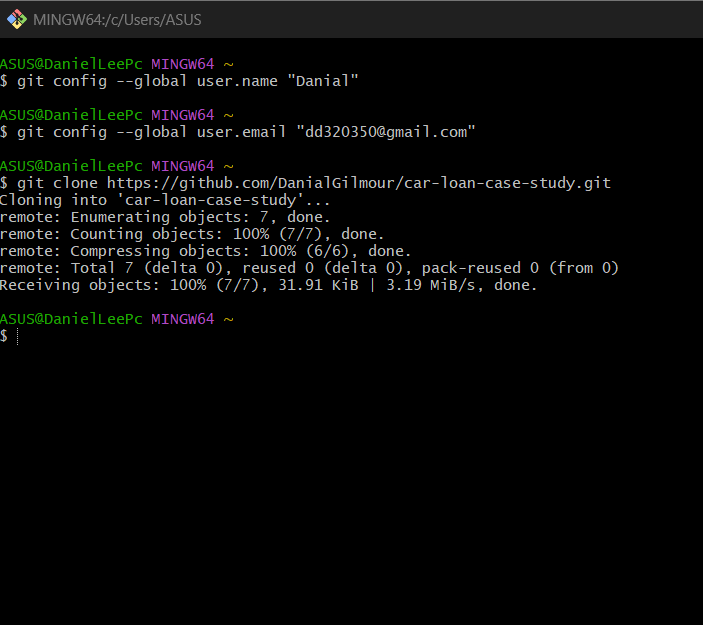 MINGW64:/c/Users/ASUS
ASUS@DanielLeePc MINGW64 ~
$ git config --global user.name "Danial"
ASUS@DanielLeePc MINGW64 ~
$ git config --global user.email "dd320350@gmail.com"
ASUS@DanielLeePc MINGW64 ~
$ git clone https://github.com/DanialGilmour/car-loan-case-study.git
Cloning into 'car-loan-case-study'...
remote: Enumerating objects: 7, done.
remote: Counting objects: 100% (7/7), done.
remote: Compressing objects: 100% (6/6), done.
remote: Total 7 (delta 0), reused 0 (delta 0), pack-reused 0 (from 0)
Receiving objects: 100% (7/7), 31.91 KiB | 3.19 MiB/s, done.
ASUS@DanielLeePc MINGW64 ~
$